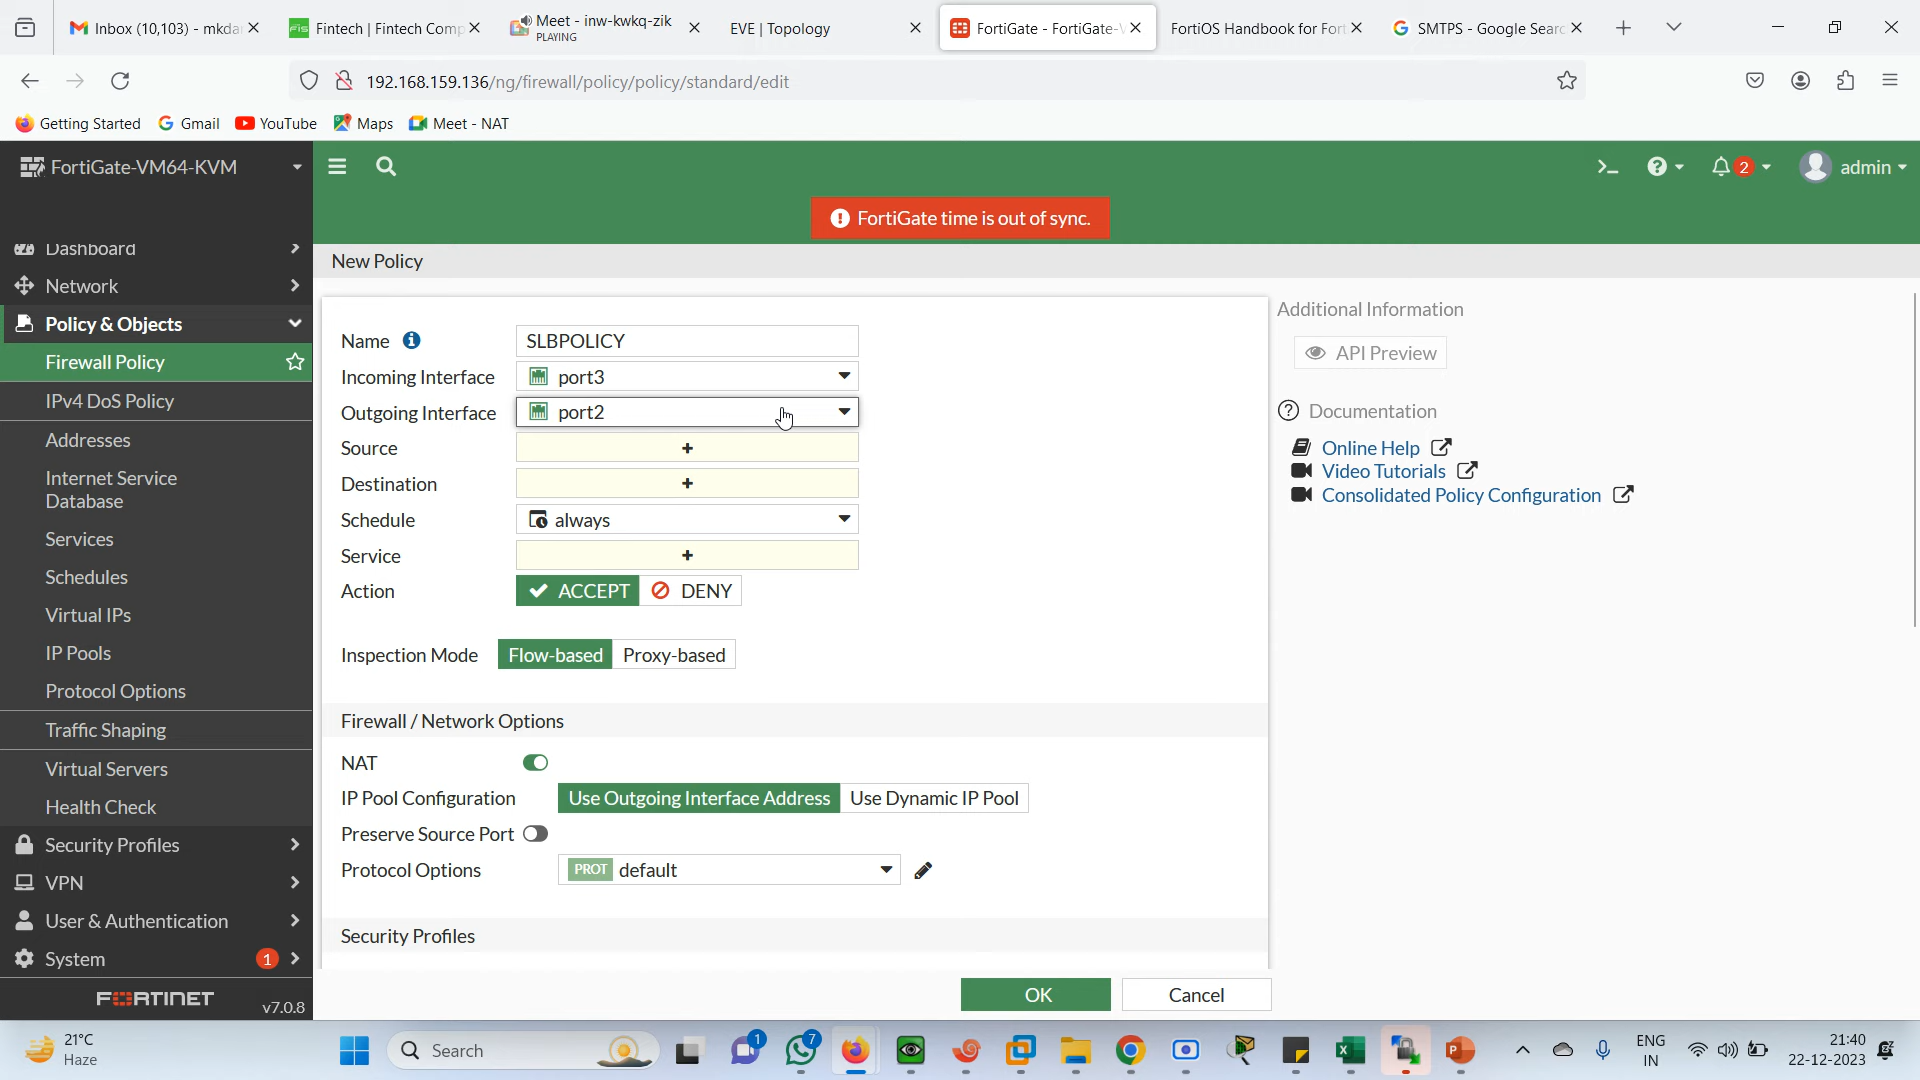 Inbox (10,103) - mkda
Fintech | Fintech Comp
Meet - inw-kwkq-zik
PLAYING
EVE | Topology
FortiGate - FortiGate-V
FortiOS Handbook for Fort
SMTPS - Google Searc
192.168.159.136/ng/firewall/policy/policy/standard/edit
Getting Started
Gmail
YouTube
Maps
Meet - NAT
FortiGate-VM64-KVM
2
admin
FortiGate time is out of sync.
Dashboard
Network
Policy & Objects
Firewall Policy
IPv4 DoS Policy
Addresses
Internet Service
Database
Services
Schedules
Virtual IPs
IP Pools
Protocol Options
Traffic Shaping
Virtual Servers
Health Check
Security Profiles
VPN
User & Authentication
System 1
FORTINET
v7.0.8
New Policy
Name SLBPOLICY
Incoming Interface port3
Outgoing Interface port2
Source +
Destination +
Schedule always
Service +
Action ACCEPT DENY
Inspection Mode Flow-based Proxy-based
Firewall / Network Options
NAT
IP Pool Configuration Use Outgoing Interface Address Use Dynamic IP Pool
Preserve Source Port
Protocol Options PROT default
Security Profiles
OK
Cancel
Additional Information
API Preview
Documentation
Online Help
Video Tutorials
Consolidated Policy Configuration
21°C
Haze
Search
1
7
ENG
IN
21:40
22-12-2023